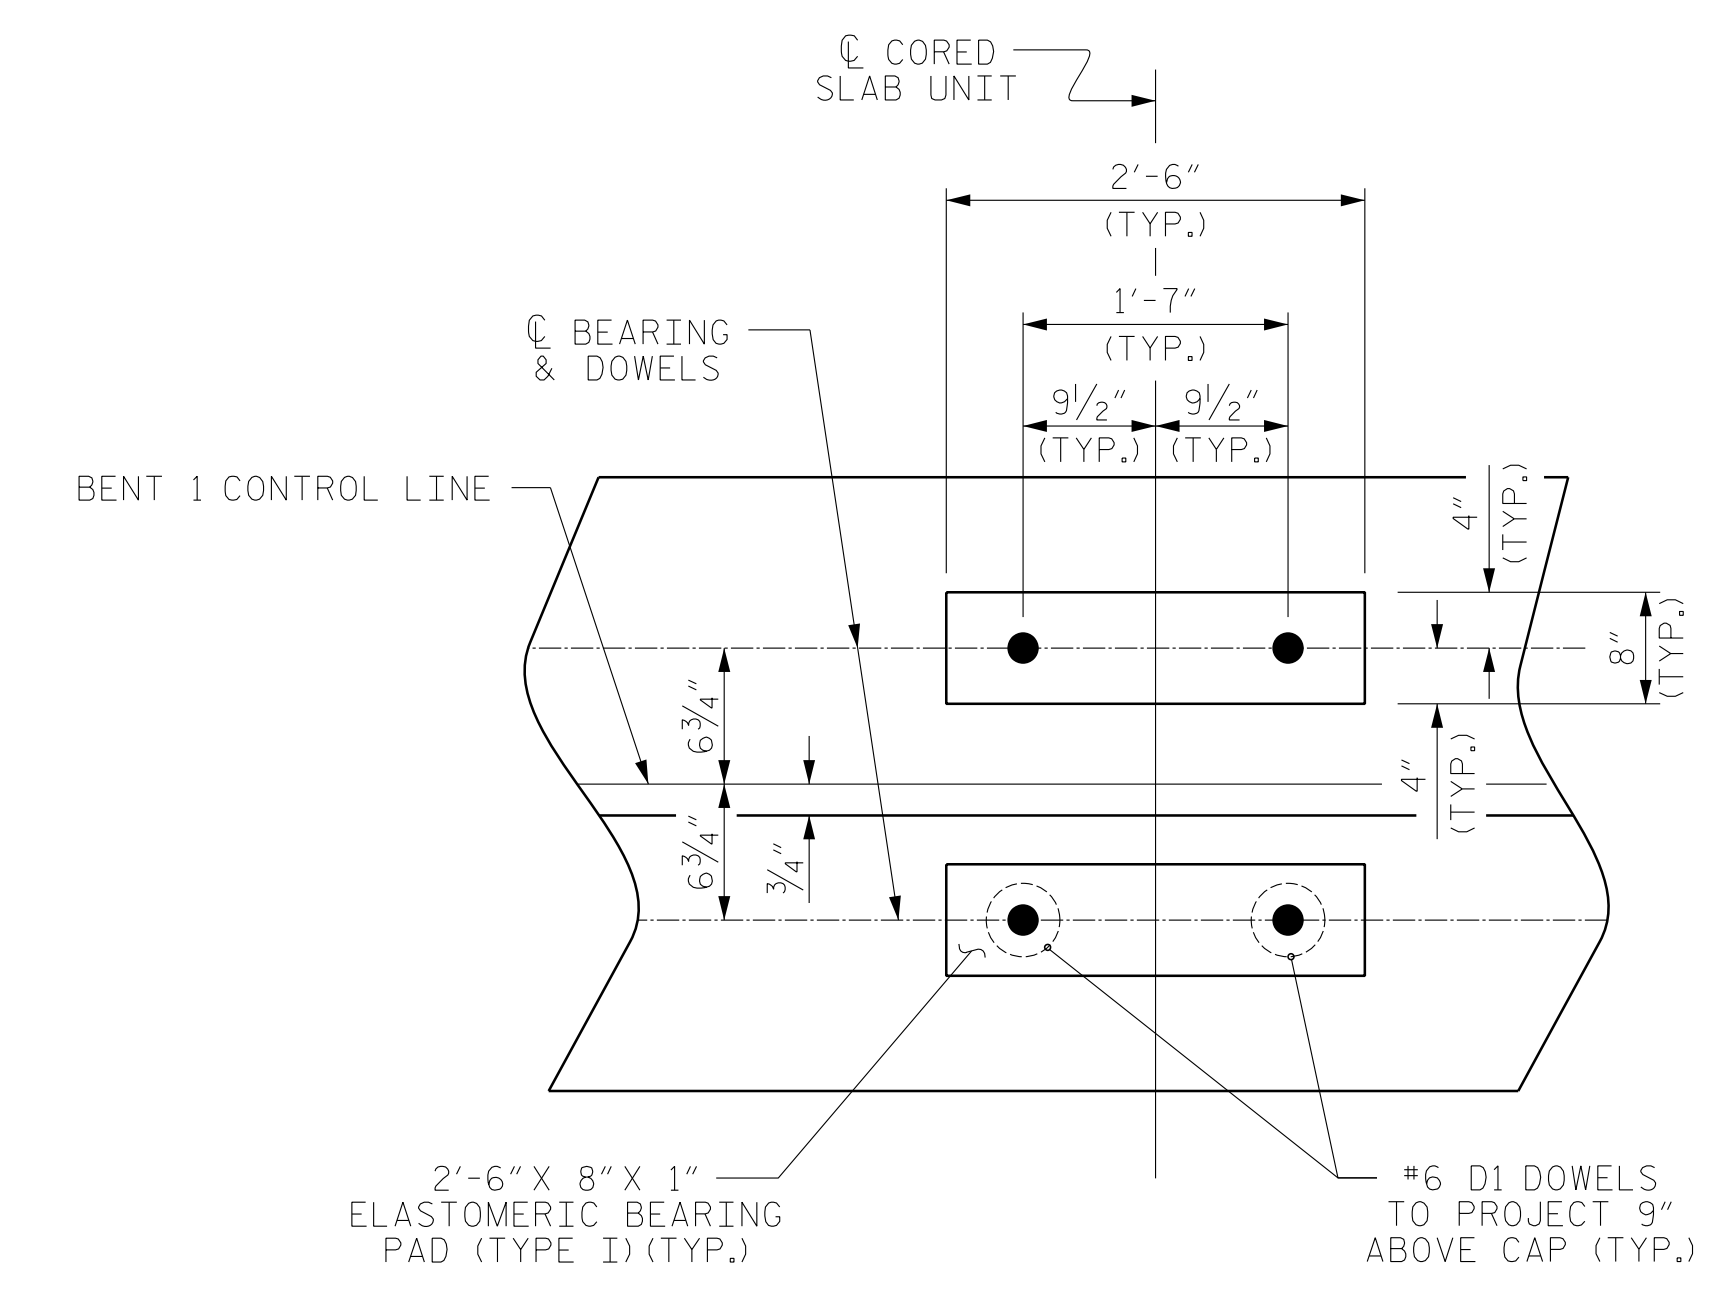 ℄ CORED
SLAB UNIT
2'-6"
(TYP.)
1'-7"
(TYP.)
℄ BEARING
& DOWELS
9½" 9½"
(TYP.) (TYP.)
BENT 1 CONTROL LINE
4"
(TYP.)
8"
(TYP.)
6¾"
4"
(TYP.)
6¾"
¾"
2'-6" X 8" X 1"
ELASTOMERIC BEARING
PAD (TYPE I) (TYP.)
#6 D1 DOWELS
TO PROJECT 9"
ABOVE CAP (TYP.)